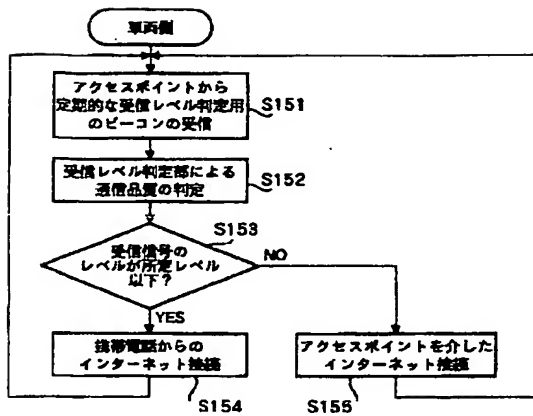 車両側
アクセスポイントから
定期的な受信レベル判定用
のビーコンの受信
S151
受信レベル判定部による
通信品質の判定
S152
受信信号の
レベルが所定レベル
以下？
S153
NO
YES
携帯電話からの
インターネット接続
S154
アクセスポイントを介した
インターネット接続
S155